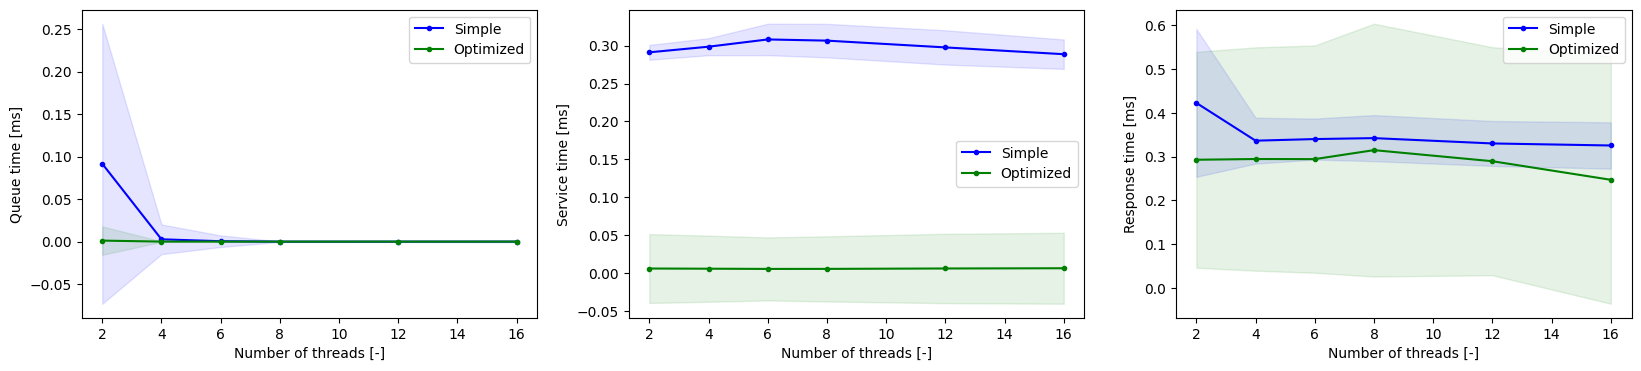 Queue time [ms]
0.25
0.20
0.15
0.10
0.05
0.00
−0.05
2 4 6 8 10 12 14 16
Number of threads [-]
Simple
Optimized
Service time [ms]
0.30
0.25
0.20
0.15
0.10
0.05
0.00
−0.05
2 4 6 8 10 12 14 16
Number of threads [-]
Simple
Optimized
Response time [ms]
0.6
0.5
0.4
0.3
0.2
0.1
0.0
2 4 6 8 10 12 14 16
Number of threads [-]
Simple
Optimized